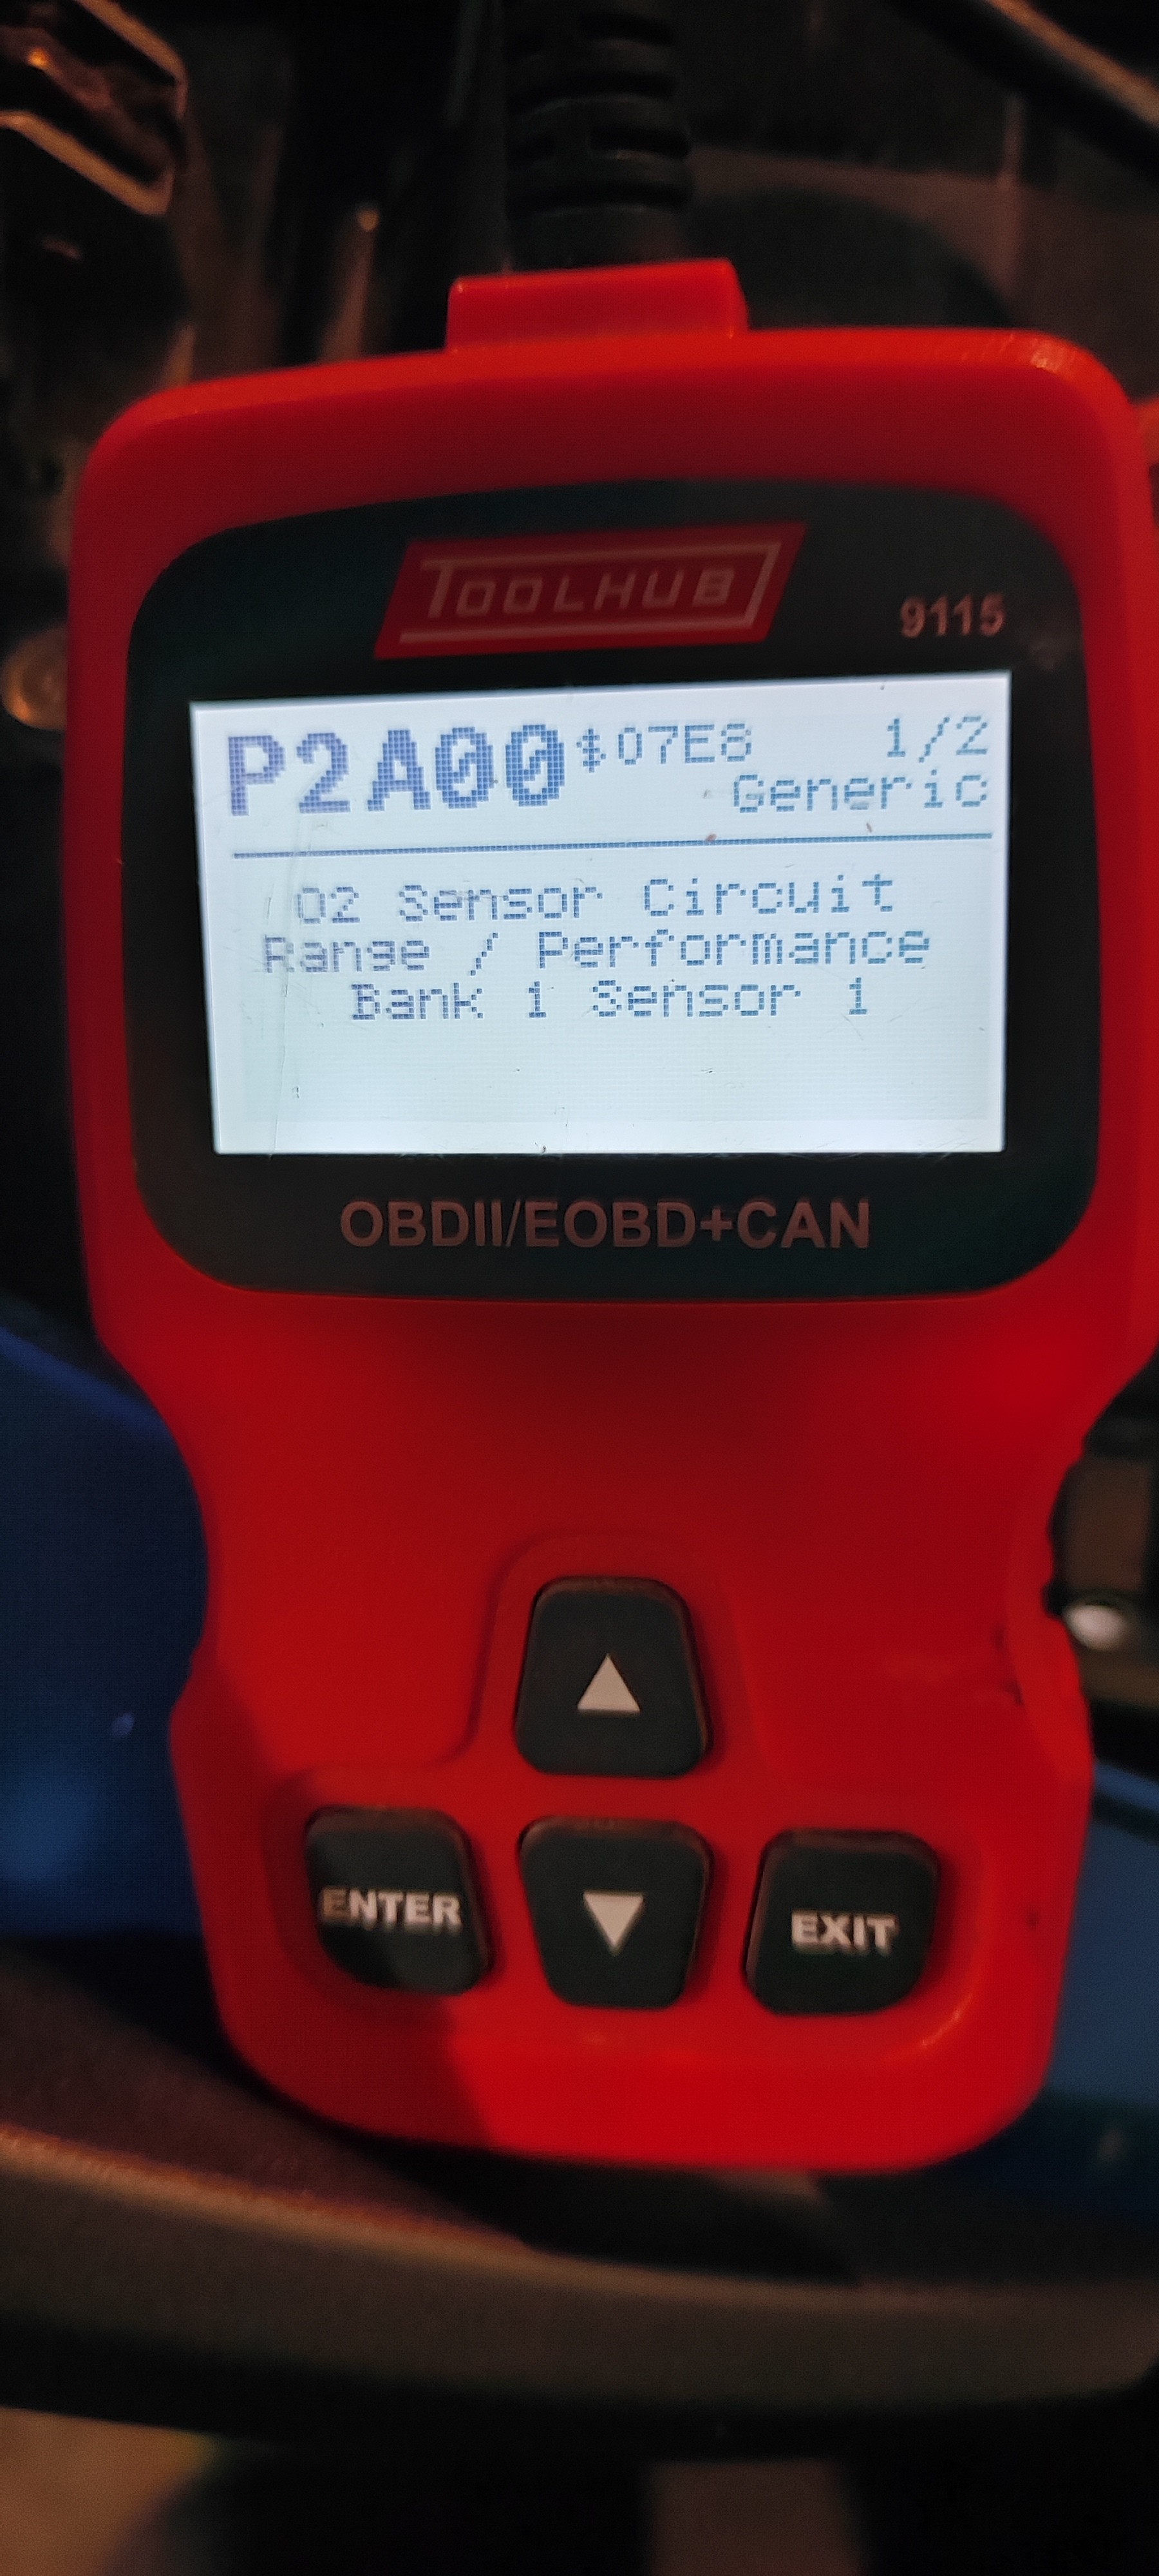 TOOLHUB
9115
P2A00 $07E8 1/2
Generic
O2 Sensor Circuit
Range / Performance
Bank 1 Sensor 1
OBDII/EOBD+CAN
ENTER
EXIT